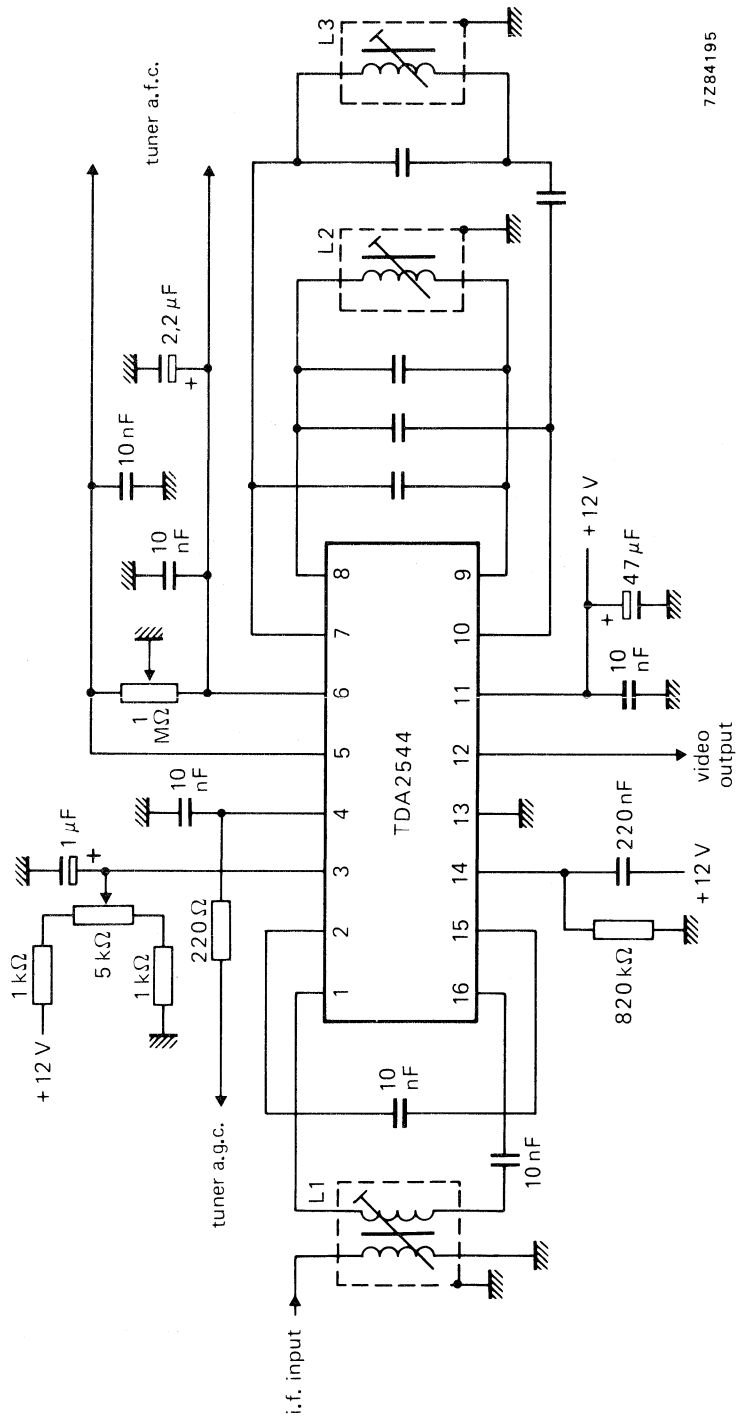 tuner a.f.c.
L3
L2
2,2 µF
+
10 nF
10
nF
1
MΩ
10
nF
1 µF
+
+ 12 V
1 kΩ
5 kΩ
1 kΩ
220 Ω
tuner a.g.c.
1
2
3
4
5
6
7
8
TDA2544
16
15
14
13
12
11
10
9
i.f. input
L1
10
nF
10 nF
820 kΩ
220 nF
+ 12 V
video
output
10
nF
+
47 µF
+ 12 V
7Z84195